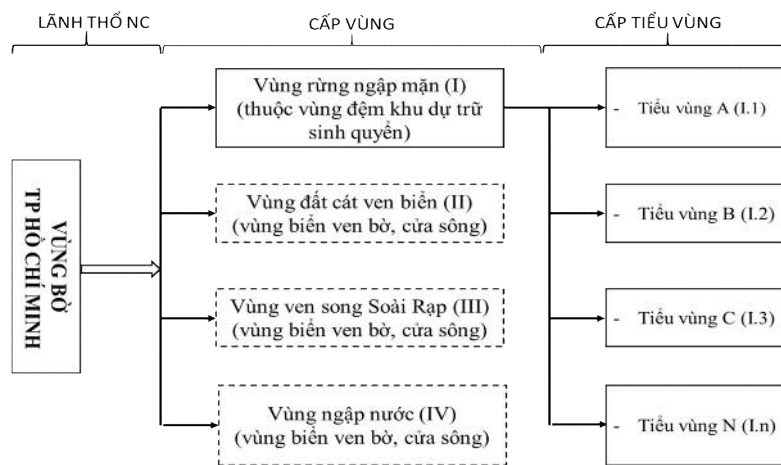 LÃNH THỔ NC
CẤP VÙNG
CẤP TIỂU VÙNG
VÙNG BỜ
TP HỒ CHÍ MINH
Vùng rừng ngập mặn (I)
(thuộc vùng đệm khu dự trữ
sinh quyển)
Vùng đất cát ven biển (II)
(vùng biển ven bờ, cửa sông)
Vùng ven song Soài Rạp (III)
(vùng biển ven bờ, cửa sông)
Vùng ngập nước (IV)
(vùng biển ven bờ, cửa sông)
- Tiểu vùng A (I.1)
- Tiểu vùng B (I.2)
- Tiểu vùng C (I.3)
- Tiểu vùng N (I.n)